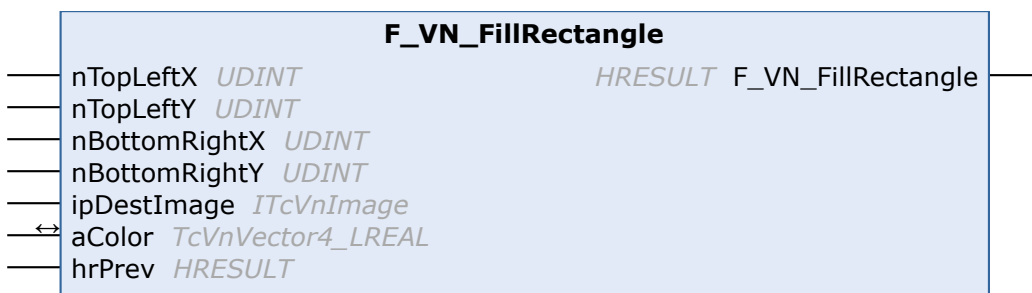 F_VN_FillRectangle
nTopLeftX UDINT HRESULT F_VN_FillRectangle
nTopLeftY UDINT
nBottomRightX UDINT
nBottomRightY UDINT
ipDestImage ITcVnImage
↔ aColor TcVnVector4_LREAL
hrPrev HRESULT